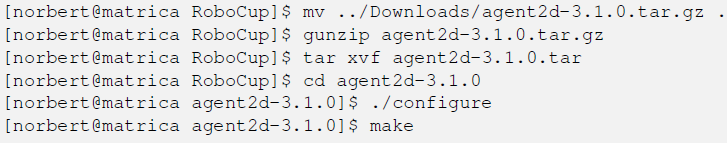 [norbert@matrica RoboCup]$ mv ../Downloads/agent2d-3.1.0.tar.gz .
[norbert@matrica RoboCup]$ gunzip agent2d-3.1.0.tar.gz
[norbert@matrica RoboCup]$ tar xvf agent2d-3.1.0.tar
[norbert@matrica RoboCup]$ cd agent2d-3.1.0
[norbert@matrica agent2d-3.1.0]$ ./configure
[norbert@matrica agent2d-3.1.0]$ make